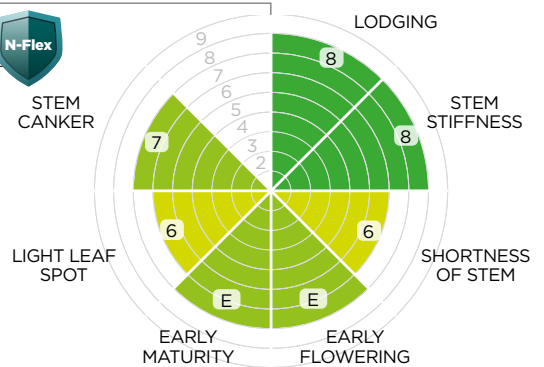 N-Flex
9
8
7
6
5
4
3
2
LODGING
8
STEM
STIFFNESS
8
SHORTNESS
OF STEM
6
EARLY
FLOWERING
E
EARLY
MATURITY
E
LIGHT LEAF
SPOT
6
STEM
CANKER
7